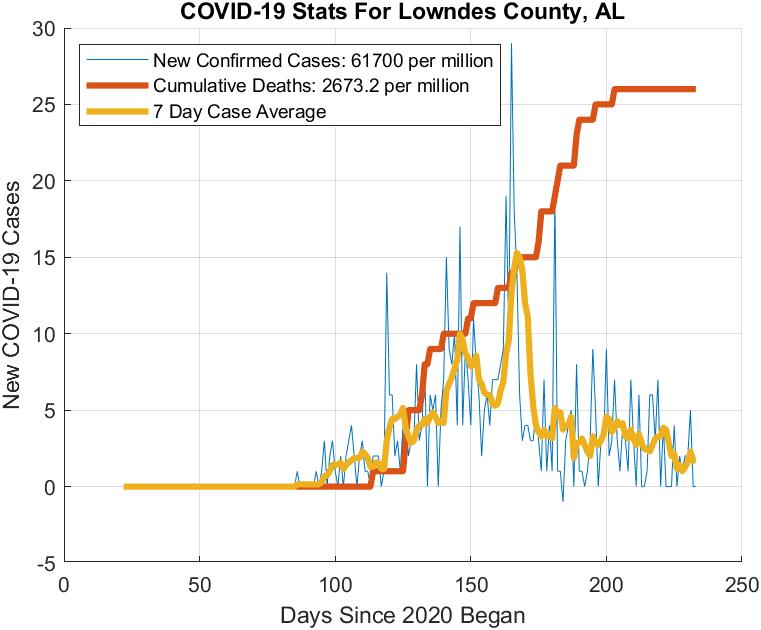 COVID-19 Stats For Lowndes County, AL
30
25
20
15
10
5
0
-5
New COVID-19 Cases
New Confirmed Cases: 61700 per million
Cumulative Deaths: 2673.2 per million
7 Day Case Average
0 50 100 150 200 250
Days Since 2020 Began